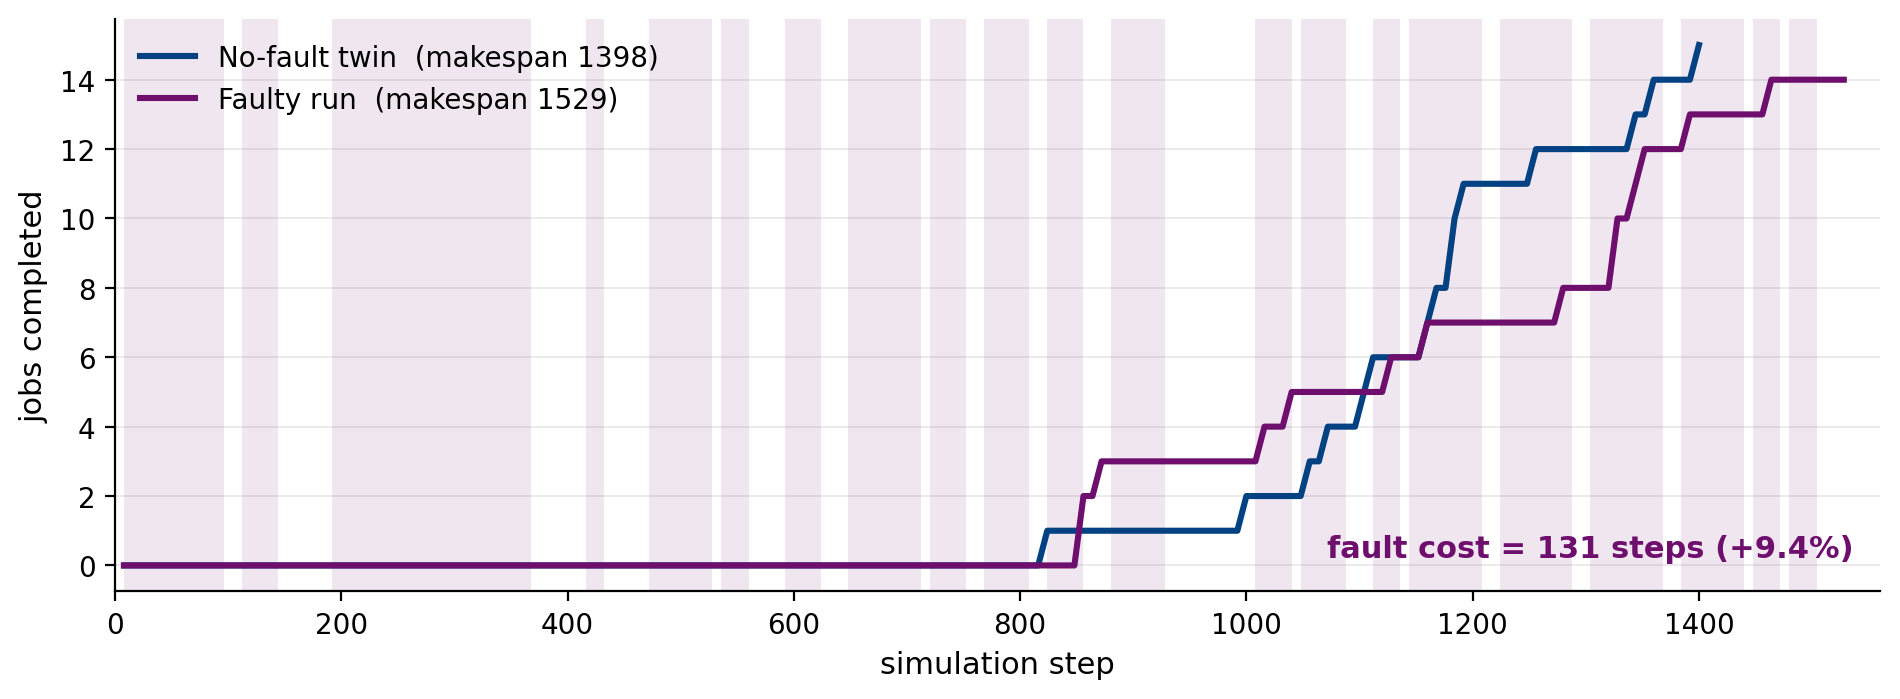 No-fault twin  (makespan 1398)
Faulty run  (makespan 1529)
14
12
10
8
6
4
2
0
jobs completed
fault cost = 131 steps (+9.4%)
0 200 400 600 800 1000 1200 1400
simulation step